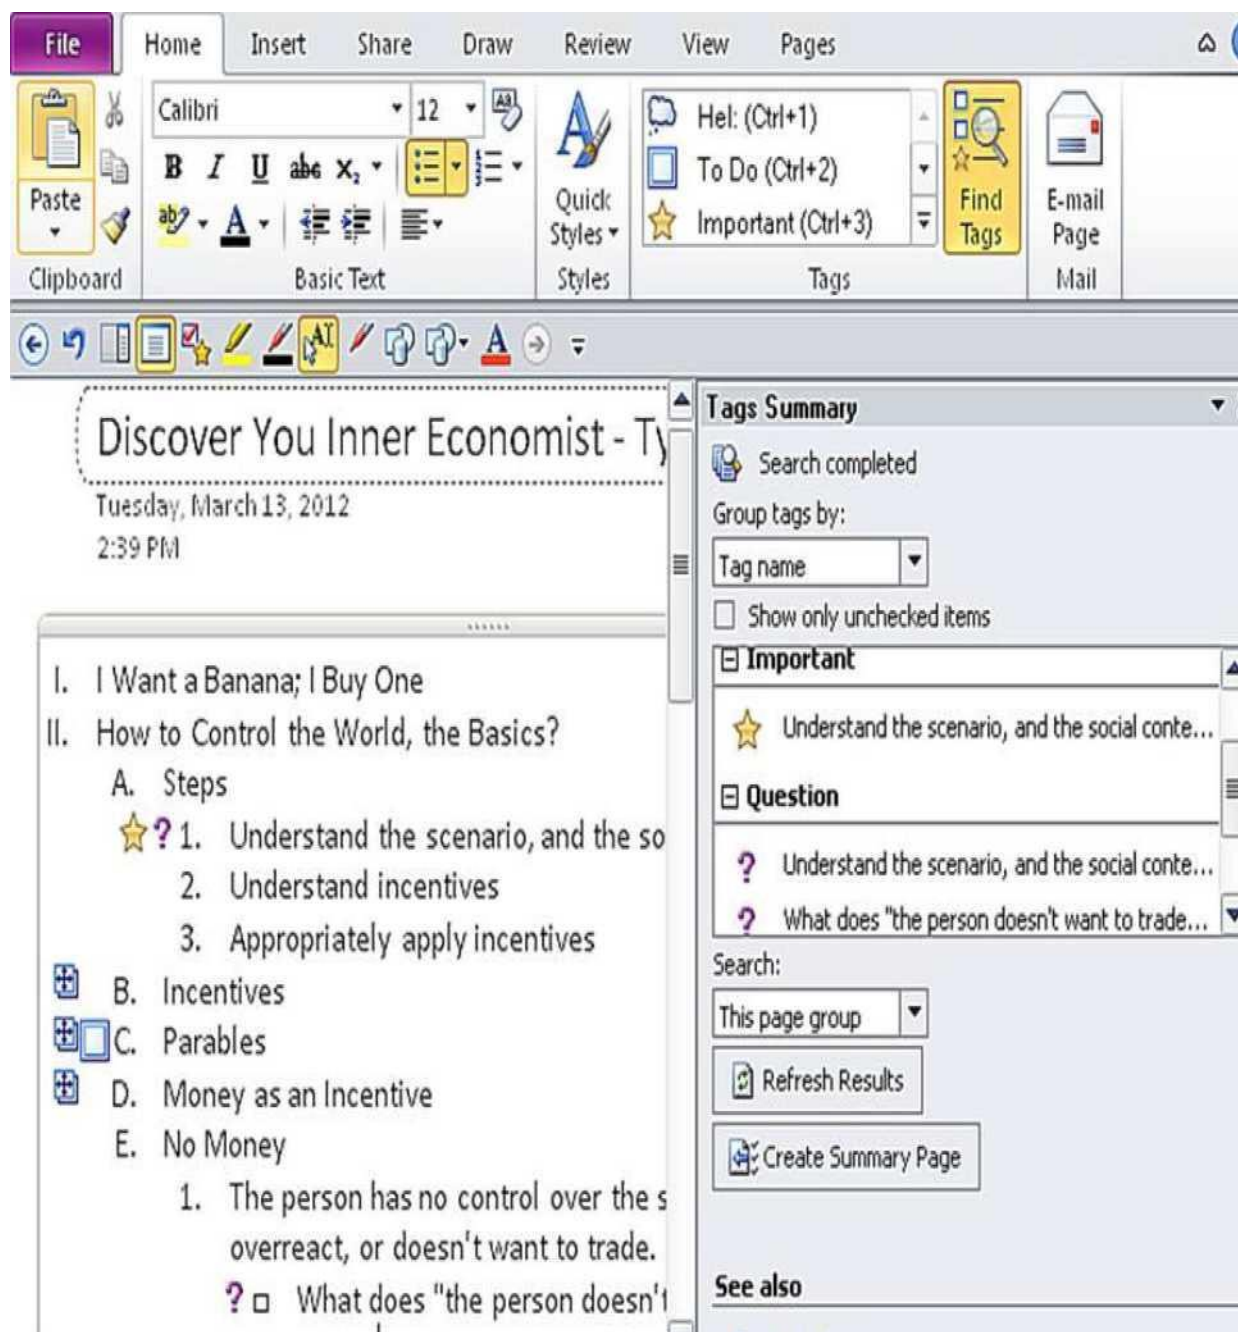 File Home Insert Share Draw Review View Pages
Calibri 12
Hel: (Ctrl+1)
B I U abc X₂
To Do (Ctrl+2)
Paste
Quick Styles
Important (Ctrl+3)
Find Tags
E-mail Page
Clipboard Basic Text Styles Tags Mail
Discover You Inner Economist - Ty
Tuesday, March 13, 2012
2:39 PM
I. I Want a Banana; I Buy One
II. How to Control the World, the Basics?
A. Steps
? 1. Understand the scenario, and the so
2. Understand incentives
3. Appropriately apply incentives
B. Incentives
C. Parables
D. Money as an Incentive
E. No Money
1. The person has no control over the s
overreact, or doesn't want to trade.
? What does "the person doesn't
Tags Summary
Search completed
Group tags by:
Tag name
Show only unchecked items
Important
Understand the scenario, and the social conte...
Question
? Understand the scenario, and the social conte...
? What does "the person doesn't want to trade...
Search:
This page group
Refresh Results
Create Summary Page
See also